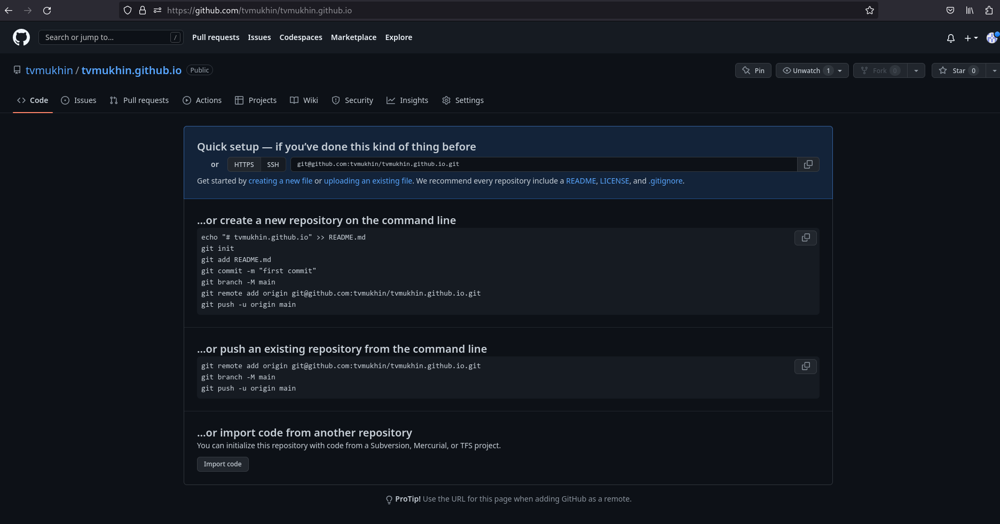 https://github.com/tvmukhin/tvmukhin.github.io
Search or jump to... / Pull requests Issues Codespaces Marketplace Explore
tvmukhin / tvmukhin.github.io Public Pin Unwatch 1 Fork 0 Star 0
Code Issues Pull requests Actions Projects Wiki Security Insights Settings
Quick setup — if you’ve done this kind of thing before
or HTTPS SSH git@github.com:tvmukhin/tvmukhin.github.io.git
Get started by creating a new file or uploading an existing file. We recommend every repository include a README, LICENSE, and .gitignore.
…or create a new repository on the command line
echo "# tvmukhin.github.io" >> README.md
git init
git add README.md
git commit -m "first commit"
git branch -M main
git remote add origin git@github.com:tvmukhin/tvmukhin.github.io.git
git push -u origin main
…or push an existing repository from the command line
git remote add origin git@github.com:tvmukhin/tvmukhin.github.io.git
git branch -M main
git push -u origin main
…or import code from another repository
You can initialize this repository with code from a Subversion, Mercurial, or TFS project.
Import code
ProTip! Use the URL for this page when adding GitHub as a remote.